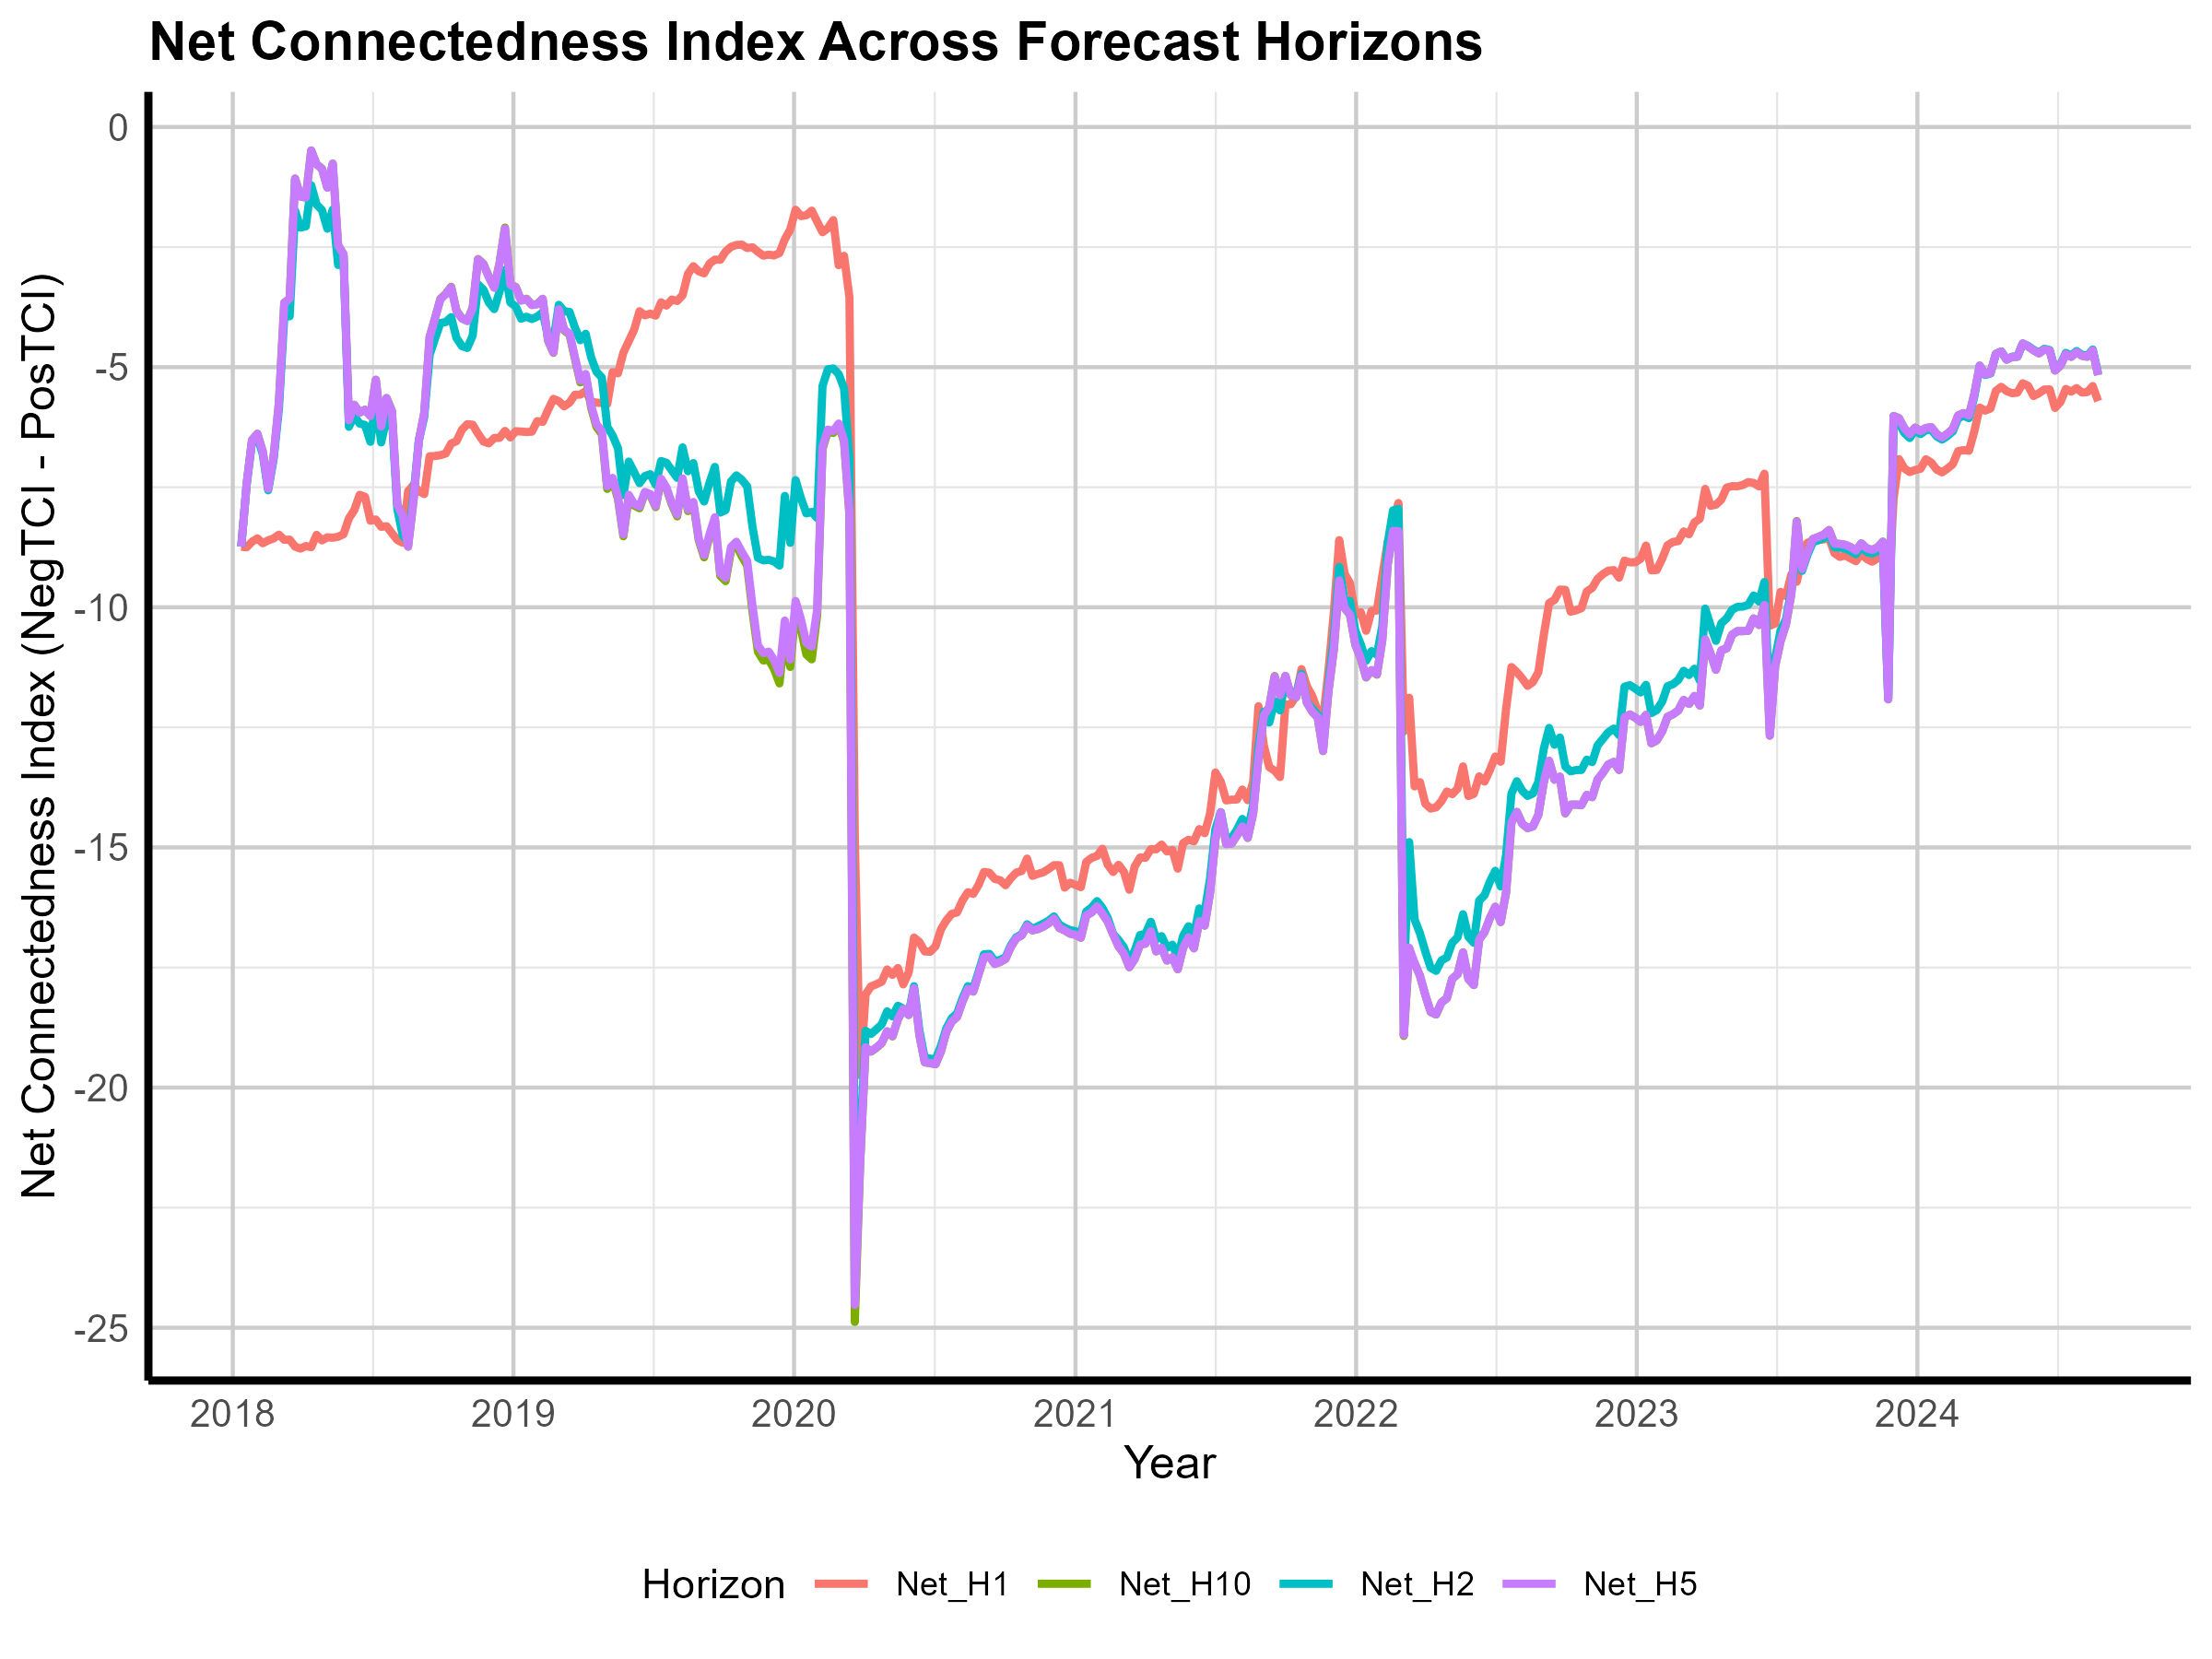 Net Connectedness Index Across Forecast Horizons
Net Connectedness Index (NegTCI - PosTCI)
0
-5
-10
-15
-20
-25
2018 2019 2020 2021 2022 2023 2024
Year
Horizon Net_H1 Net_H10 Net_H2 Net_H5